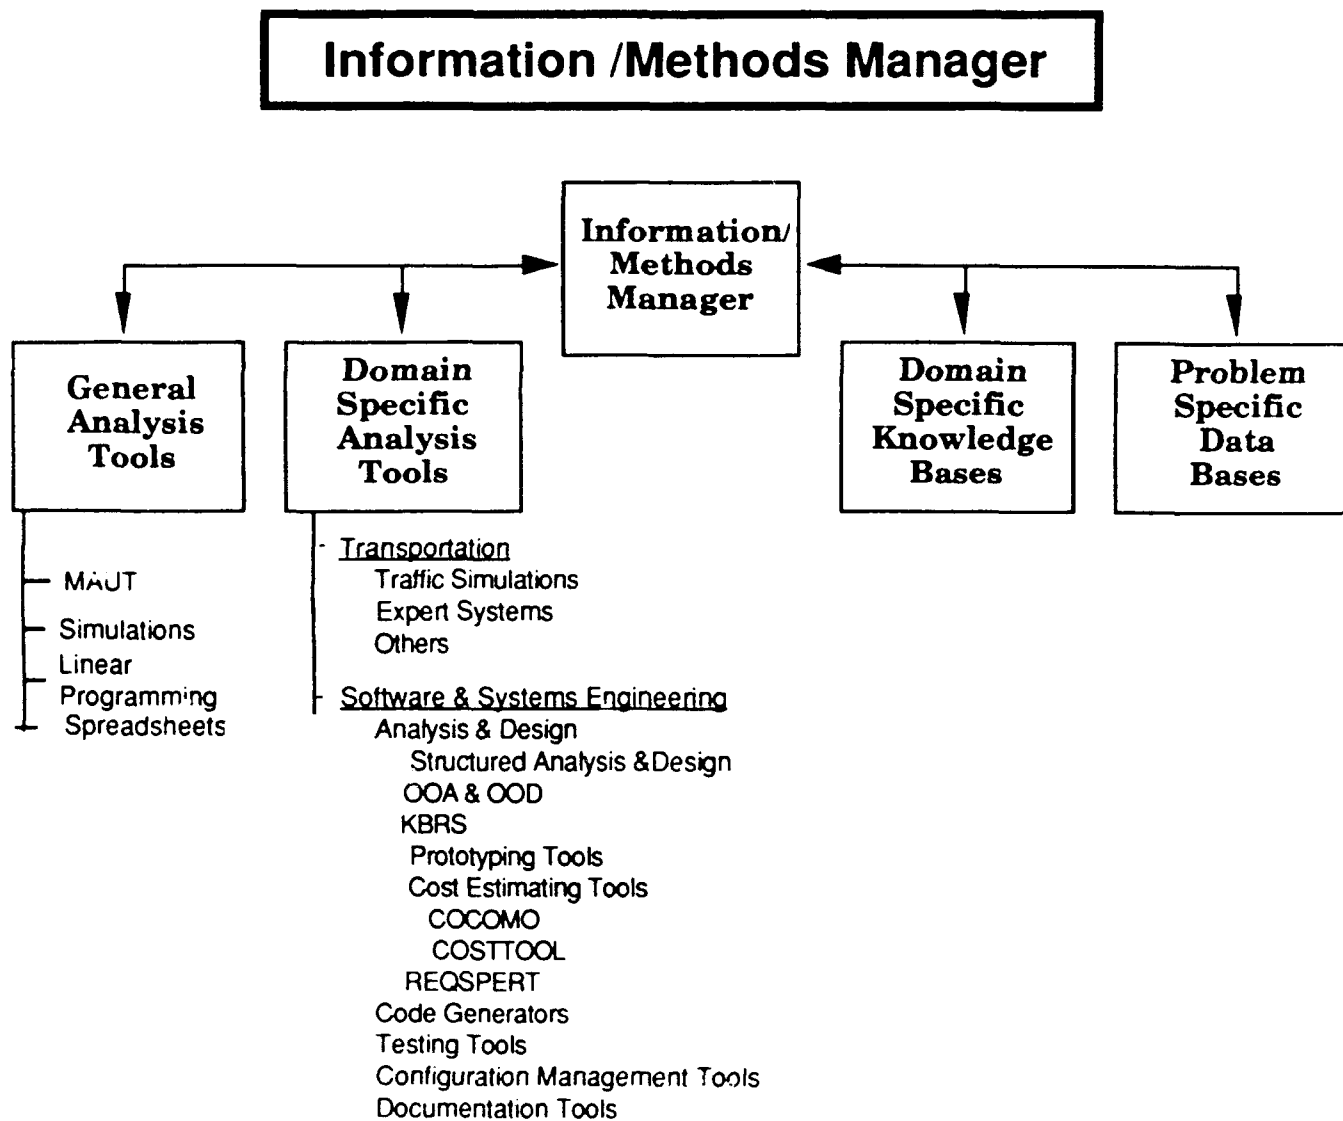 Information /Methods Manager
Information/
Methods
Manager
General
Analysis
Tools
Domain
Specific
Analysis
Tools
Domain
Specific
Knowledge
Bases
Problem
Specific
Data
Bases
MAUT
Simulations
Linear
Programming
Spreadsheets
Transportation
Traffic Simulations
Expert Systems
Others
Software & Systems Engineering
Analysis & Design
Structured Analysis &Design
OOA & OOD
KBRS
Prototyping Tools
Cost Estimating Tools
COCOMO
COSTTOOL
REQSPERT
Code Generators
Testing Tools
Configuration Management Tools
Documentation Tools